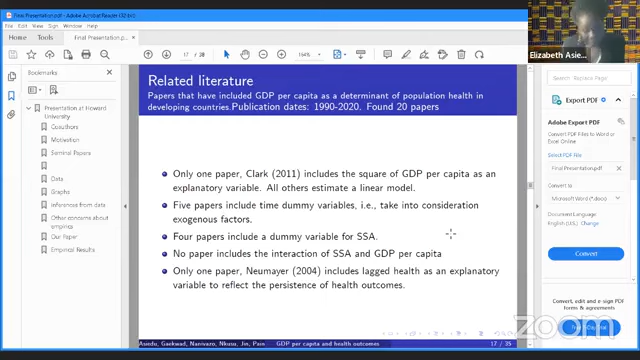 Final Presentation.pdf - Adobe Acrobat Reader (32-bit)
File Edit View Sign Window Help
Home Tools Final Presentation.p... ×
17 / 28 164%
Elizabeth Asie...
Bookmarks ×
Presentation at Howard
University
Coauthors
Motivation
Seminal Papers
Data
Graphs
Inferences from data
Other concerns about
empirics
Our Paper
Empirical Results
Related literature
Papers that have included GDP per capita as a determinant of population health in
developing countries.Publication dates: 1990-2020. Found 20 papers
Only one paper, Clark (2011) includes the square of GDP per capita as an
explanatory variable. All others estimate a linear model.
Five papers include time dummy variables, i.e., take into consideration
exogenous factors.
Four papers include a dummy variable for SSA.
No paper includes the interaction of SSA and GDP per capita
Only one paper, Neumayer (2004) includes lagged health as an explanatory
variable to reflect the persistence of health outcomes.
GDP per capita and health outcomes 17 / 35
Export PDF
Adobe Export PDF
Convert PDF Files to Word
or Excel Online
Select PDF File
Final Presentation.pdf ×
Convert to
Microsoft Word (*.docx)
Document Language:
English (U.S.) Change
Convert
Convert, edit and e-sign PDF
forms & agreements
zoom